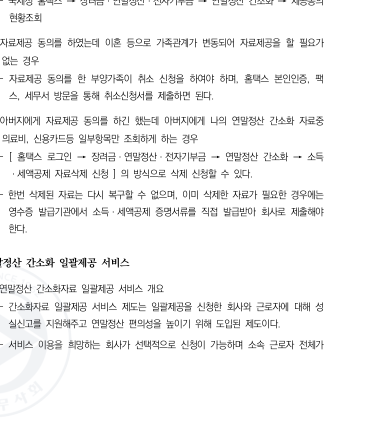 - 국세청 홈택스 → 장려금 · 연말정산 · 전자기부금 → 연말정산 간소화 → 제공동의
현황조회
자료제공 동의를 하였는데 이혼 등으로 가족관계가 변동되어 자료제공을 할 필요가
없는 경우
- 자료제공 동의를 한 부양가족이 취소 신청을 하여야 하며, 홈택스 본인인증, 팩
스, 세무서 방문을 통해 취소신청서를 제출하면 된다.
아버지에게 자료제공 동의를 하긴 했는데 아버지에게 나의 연말정산 간소화 자료중
의료비, 신용카드등 일부항목만 조회하게 하는 경우
- [ 홈택스 로그인 → 장려금 · 연말정산 · 전자기부금 → 연말정산 간소화 → 소득
· 세액공제 자료삭제 신청 ] 의 방식으로 삭제 신청할 수 있다.
- 한번 삭제된 자료는 다시 복구할 수 없으며, 이미 삭제한 자료가 필요한 경우에는
영수증 발급기관에서 소득 · 세액공제 증명서류를 직접 발급받아 회사로 제출해야
한다.
말정산 간소화 일괄제공 서비스
연말정산 간소화자료 일괄제공 서비스 개요
- 간소화자료 일괄제공 서비스 제도는 일괄제공을 신청한 회사와 근로자에 대해 성
실신고를 지원해주고 연말정산 편의성을 높이기 위해 도입된 제도이다.
- 서비스 이용을 희망하는 회사가 선택적으로 신청이 가능하며 소속 근로자 전체가